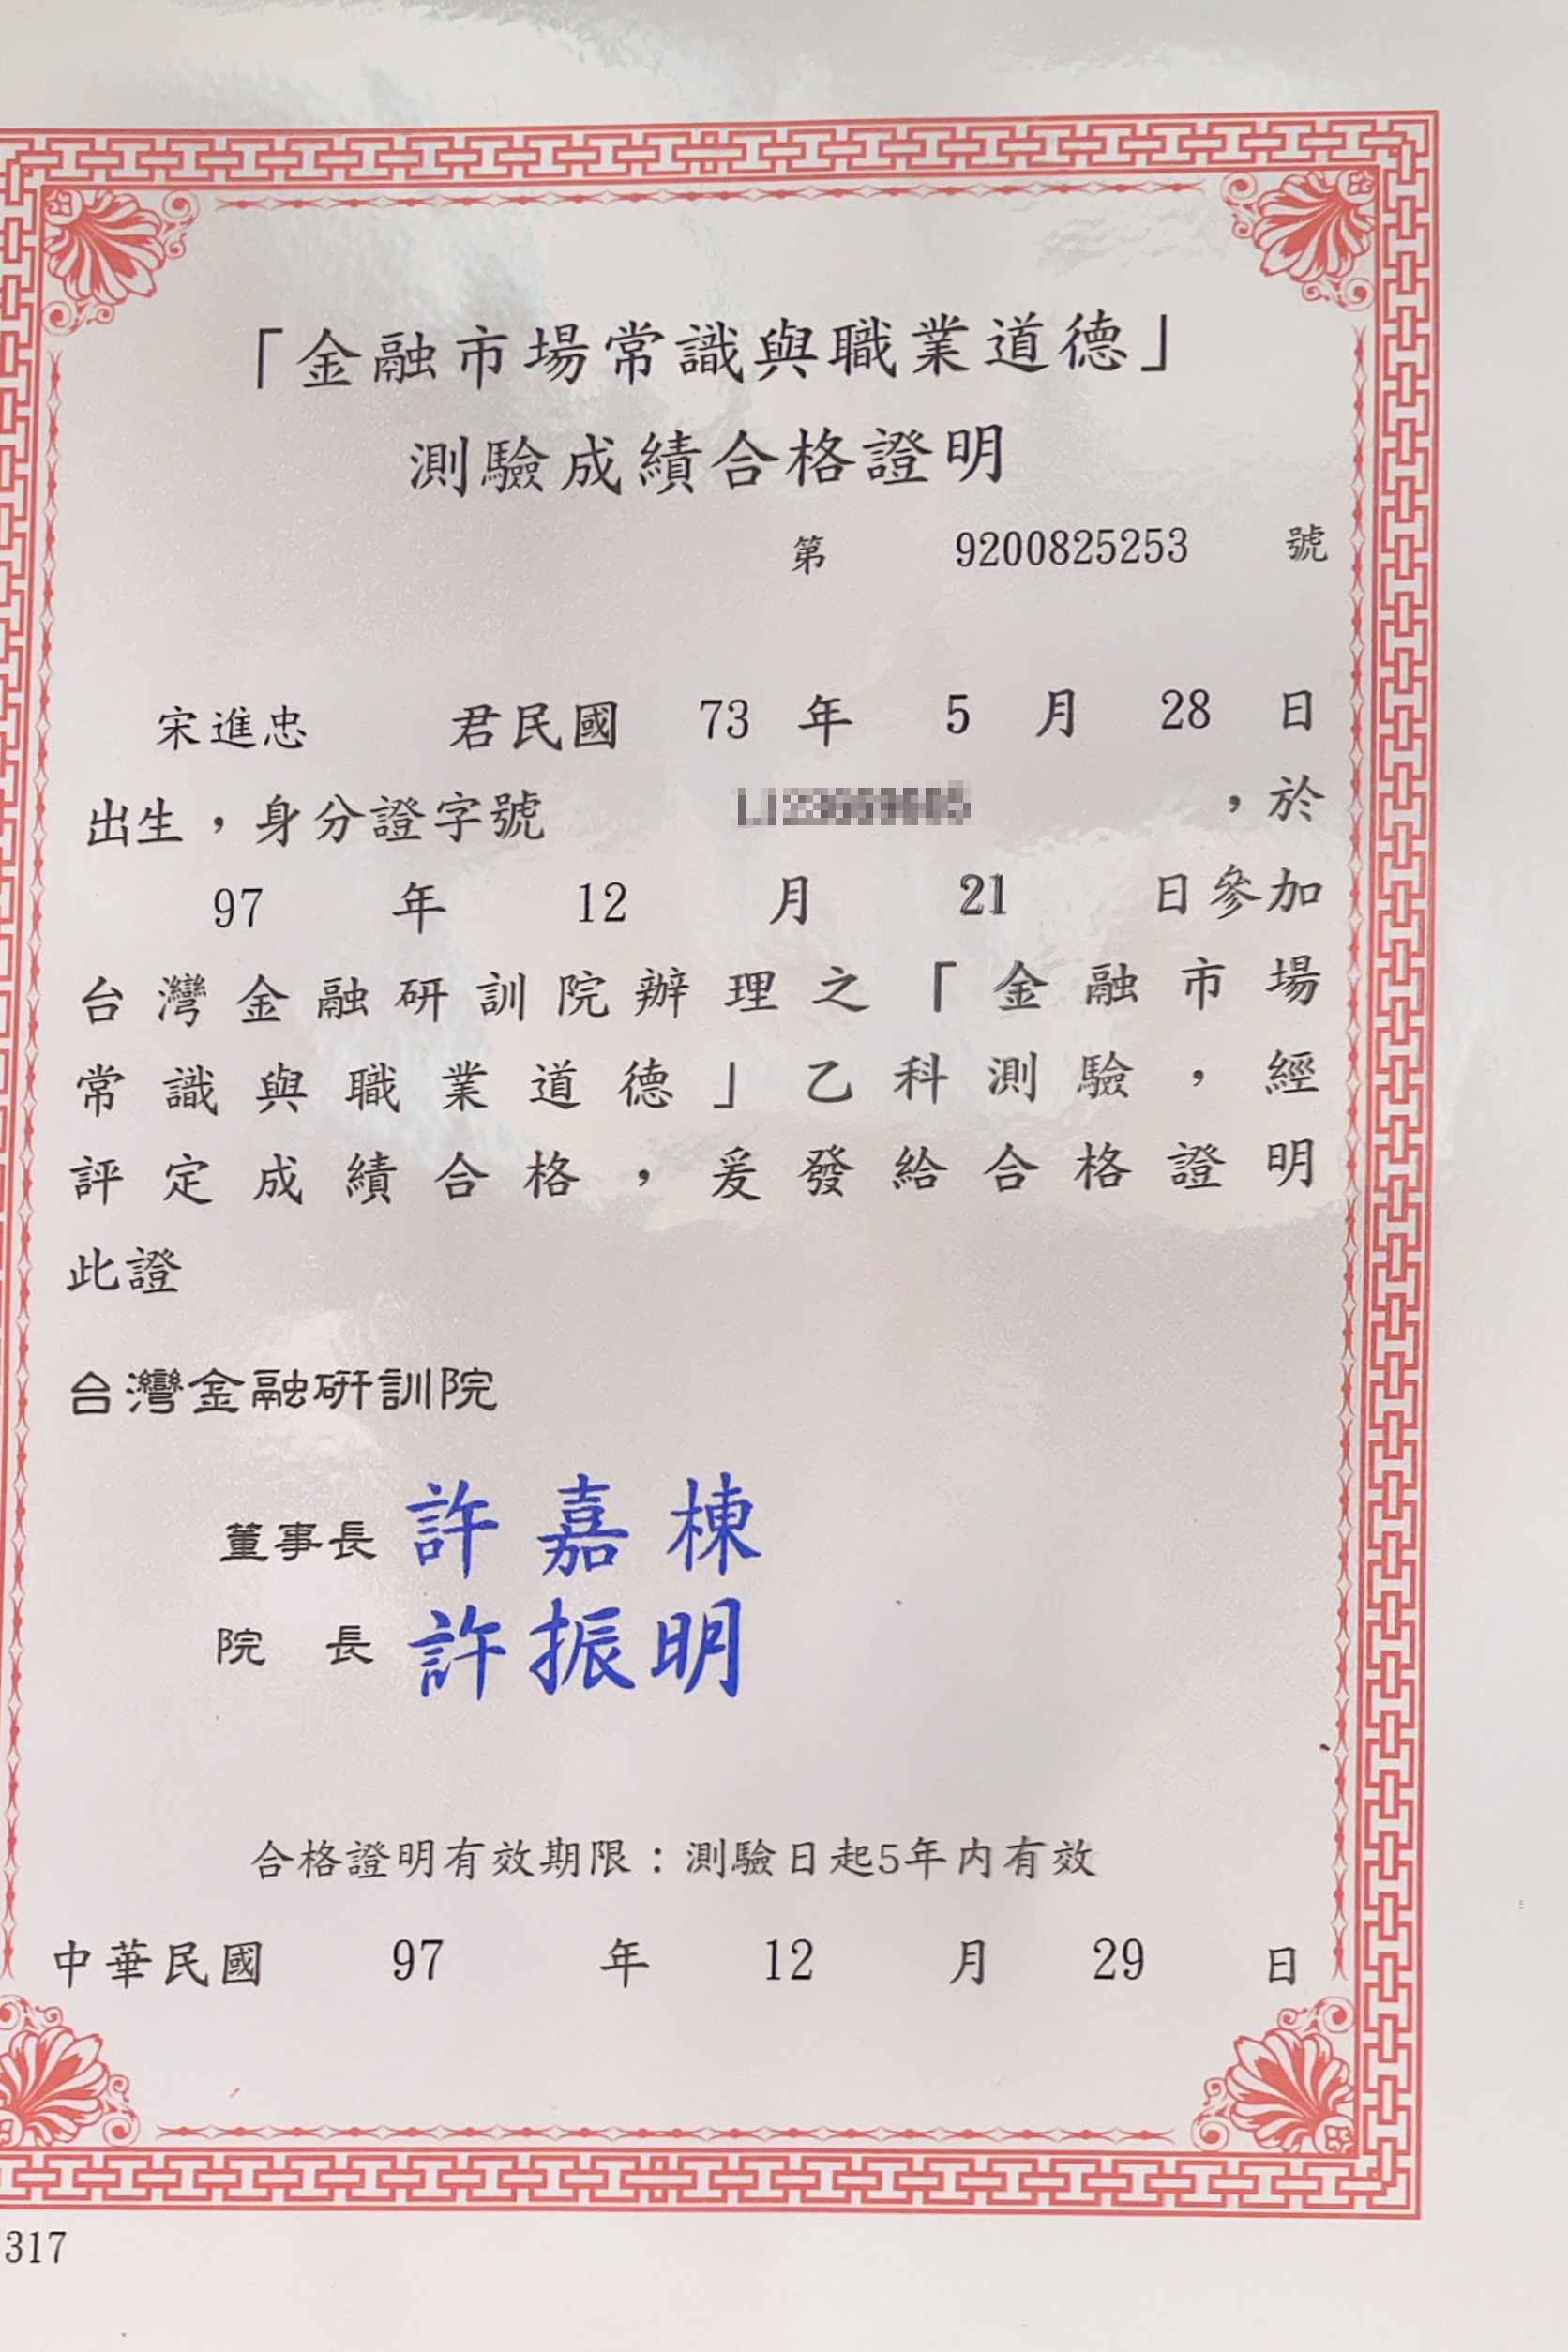 「金融市場常識與職業道德」
測驗成績合格證明
第 9200825253 號
宋進忠 君民國 73 年 5 月 28 日
出生，身分證字號 ，於
97 年 12 月 21 日參加
台灣金融研訓院辦理之「金融市場
常識與職業道德」乙科測驗，經
評定成績合格，爰發給合格證明
此證
台灣金融研訓院
董事長 許嘉棟
院 長 許振明
合格證明有效期限：測驗日起5年內有效
中華民國 97 年 12 月 29 日
317